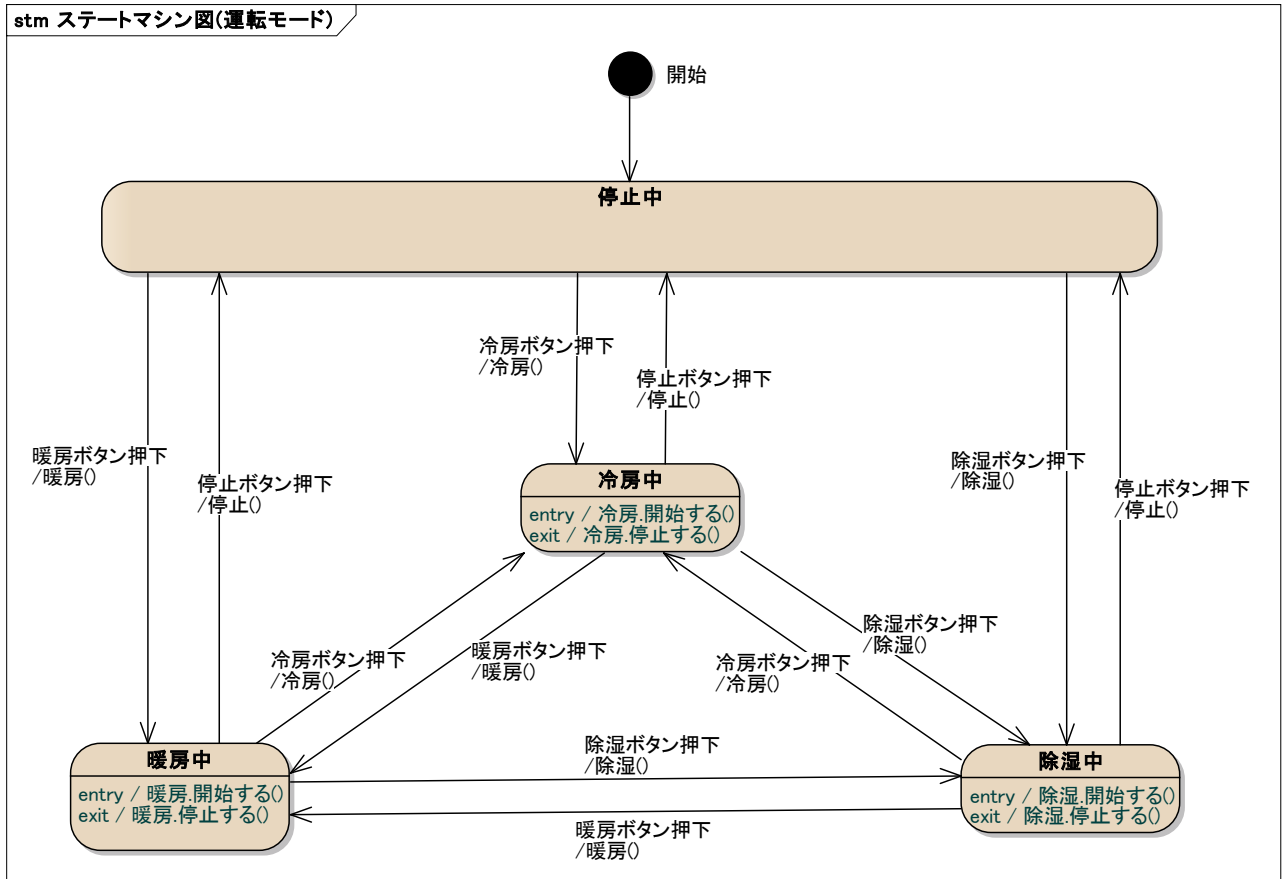 stm ステートマシン図(運転モード)
開始
停止中
冷房ボタン押下
/冷房()
停止ボタン押下
/停止()
暖房ボタン押下
/暖房()
停止ボタン押下
/停止()
除湿ボタン押下
/除湿()
停止ボタン押下
/停止()
冷房中
entry / 冷房.開始する()
exit / 冷房.停止する()
冷房ボタン押下
/冷房()
暖房ボタン押下
/暖房()
冷房ボタン押下
/冷房()
除湿ボタン押下
/除湿()
暖房中
entry / 暖房.開始する()
exit / 暖房.停止する()
除湿ボタン押下
/除湿()
暖房ボタン押下
/暖房()
除湿中
entry / 除湿.開始する()
exit / 除湿.停止する()